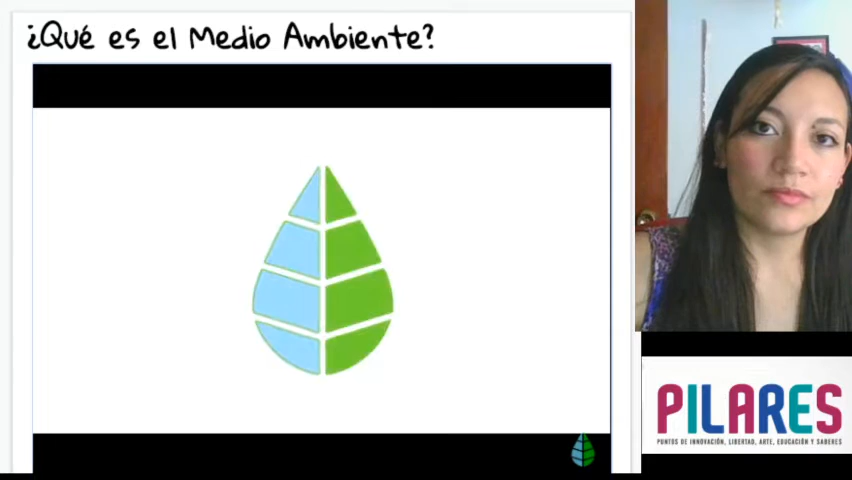 ¿Qué es el Medio Ambiente?
PILARES
PUNTOS DE INNOVACIÓN, LIBERTAD, ARTE, EDUCACIÓN Y SABERES